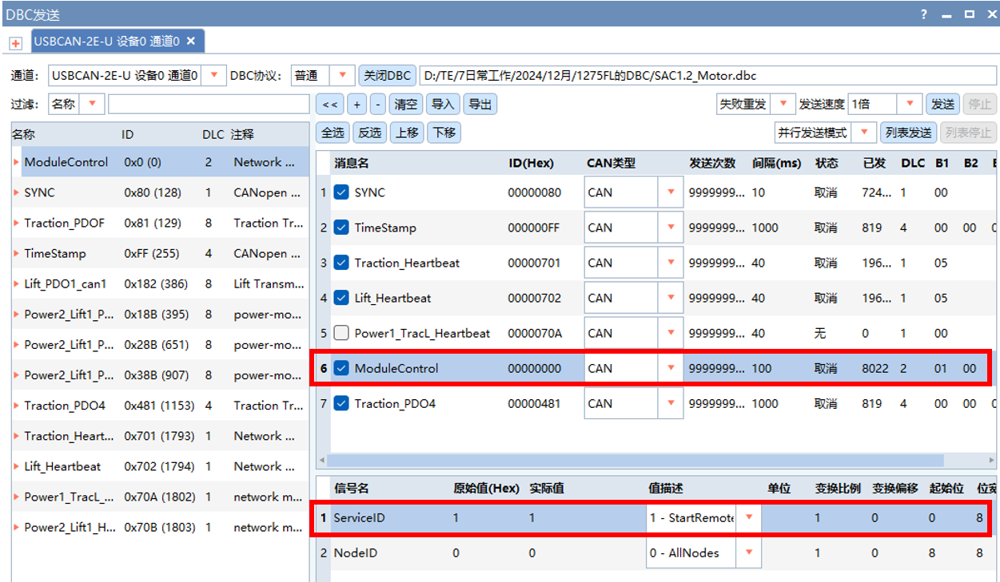 DBC发送
USBCAN-2E-U 设备0 通道0
通道: USBCAN-2E-U 设备0 通道0 DBC协议: 普通 关闭DBC D:/TE/7日常工作/2024/12月/1275FL的DBC/SAC1.2_Motor.dbc
过滤: 名称 << + - 清空 导入 导出 失败重发 发送速度 1倍 发送 停止
全选 反选 上移 下移 并行发送模式 列表发送 列表停止
名称 ID DLC 注释
ModuleControl 0x0 (0) 2 Network ...
SYNC 0x80 (128) 1 CANopen ...
Traction_PDOF 0x81 (129) 8 Traction Tr...
TimeStamp 0xFF (255) 4 CANopen ...
Lift_PDO1_can1 0x182 (386) 8 Lift Transm...
Power2_Lift1_P... 0x18B (395) 8 power-mo...
Power2_Lift1_P... 0x28B (651) 8 power-mo...
Power2_Lift1_P... 0x38B (907) 8 power-mo...
Traction_PDO4 0x481 (1153) 4 Traction Tr...
Traction_Heart... 0x701 (1793) 1 Network ...
Lift_Heartbeat 0x702 (1794) 1 Network ...
Power1_TracL_... 0x70A (1802) 1 network m...
Power2_Lift1_H... 0x70B (1803) 1 network m...
消息名 ID(Hex) CAN类型 发送次数 间隔(ms) 状态 已发 DLC B1 B2
1 SYNC 00000080 CAN 9999999... 10 取消 724... 1 00
2 TimeStamp 000000FF CAN 9999999... 1000 取消 819 4 00 00
3 Traction_Heartbeat 00000701 CAN 9999999... 40 取消 196... 1 05
4 Lift_Heartbeat 00000702 CAN 9999999... 40 取消 196... 1 05
5 Power1_TracL_Heartbeat 0000070A CAN 9999999... 40 无 0 1 00
6 ModuleControl 00000000 CAN 9999999... 100 取消 8022 2 01 00
7 Traction_PDO4 00000481 CAN 9999999... 1000 取消 819 4 00 00
信号名 原始值(Hex) 实际值 值描述 单位 变换比例 变换偏移 起始位 位宽
1 ServiceID 1 1 1 - StartRemote 1 0 0 8
2 NodeID 0 0 0 - AllNodes 1 0 8 8